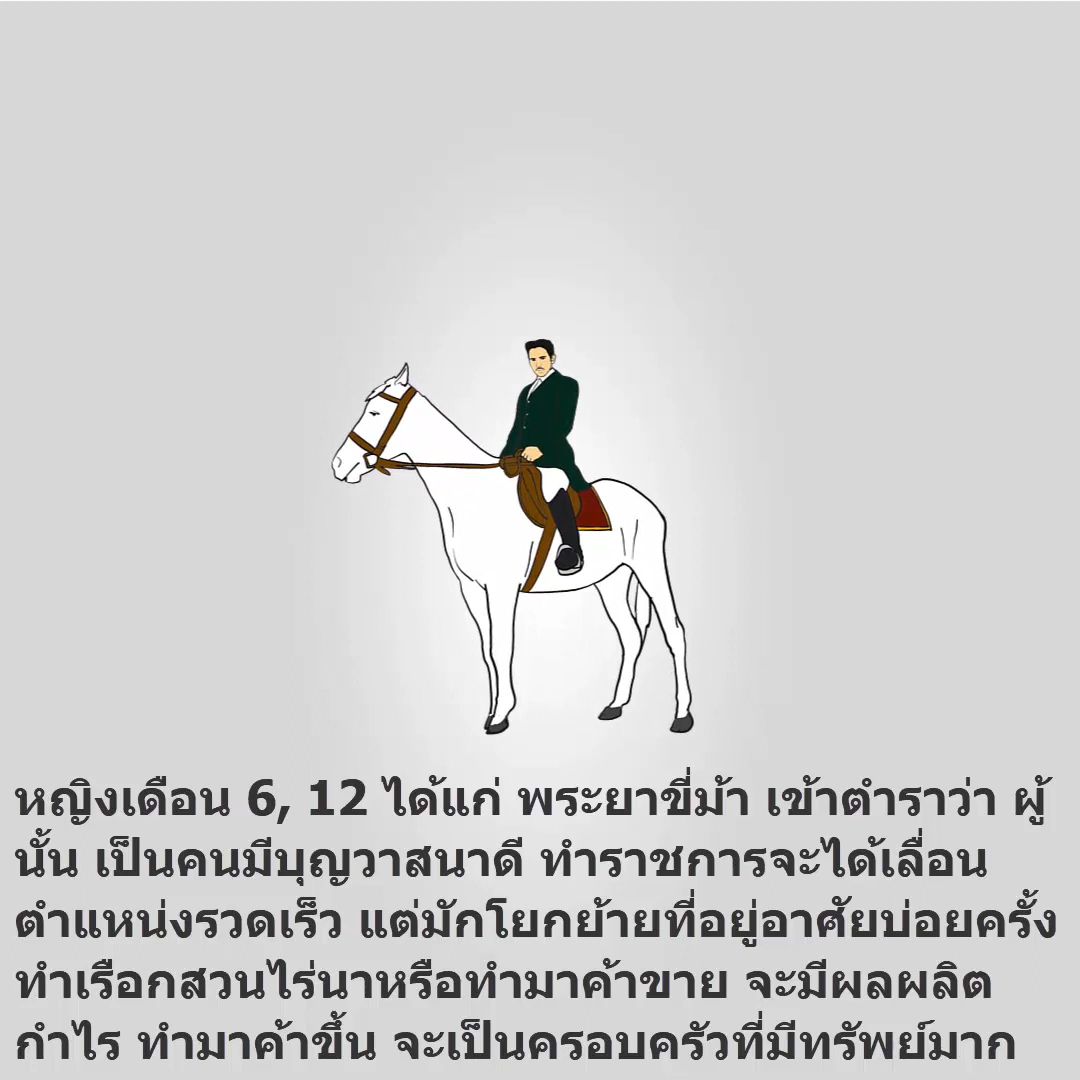 หญิงเดือน 6, 12 ได้แก่ พระยาขี่ม้า เข้าตำราว่า ผู้
นั้น เป็นคนมีบุญวาสนาดี ทำราชการจะได้เลื่อน
ตำแหน่งรวดเร็ว แต่มักโยกย้ายที่อยู่อาศัยบ่อยครั้ง
ทำเรือกสวนไร่นาหรือทำมาค้าขาย จะมีผลผลิต
กำไร ทำมาค้าขึ้น จะเป็นครอบครัวที่มีทรัพย์มาก